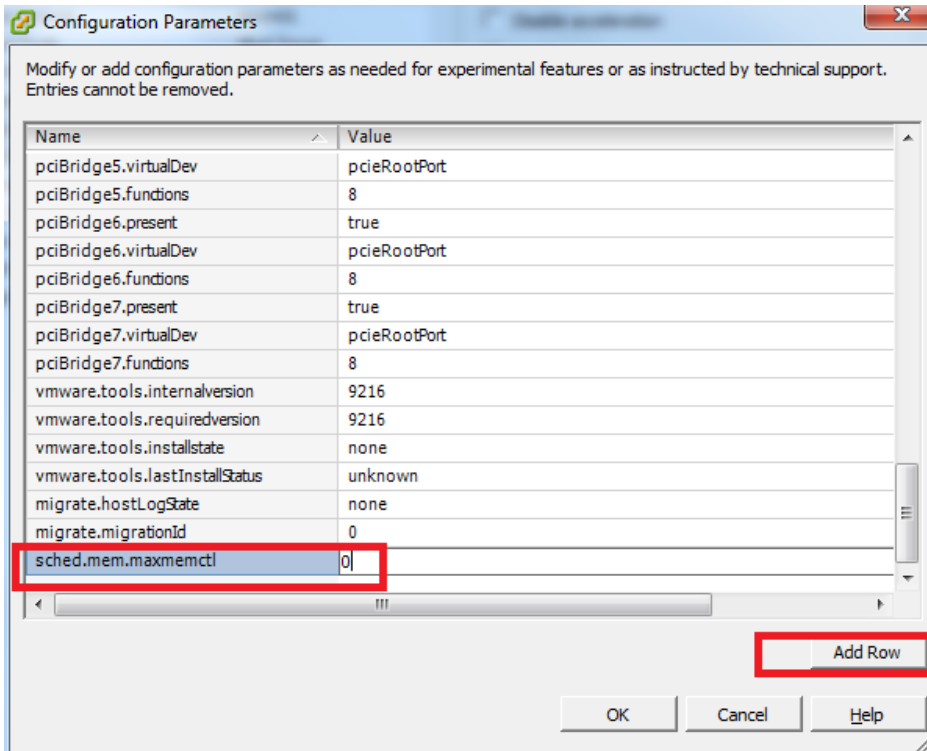 Configuration Parameters
Modify or add configuration parameters as needed for experimental features or as instructed by technical support.
Entries cannot be removed.
Name Value
pciBridge5.virtualDev pcieRootPort
pciBridge5.functions 8
pciBridge6.present true
pciBridge6.virtualDev pcieRootPort
pciBridge6.functions 8
pciBridge7.present true
pciBridge7.virtualDev pcieRootPort
pciBridge7.functions 8
vmware.tools.internalversion 9216
vmware.tools.requiredversion 9216
vmware.tools.installstate none
vmware.tools.lastInstallStatus unknown
migrate.hostLogState none
migrate.migrationId 0
sched.mem.maxmemctl 0
Add Row
OK Cancel Help